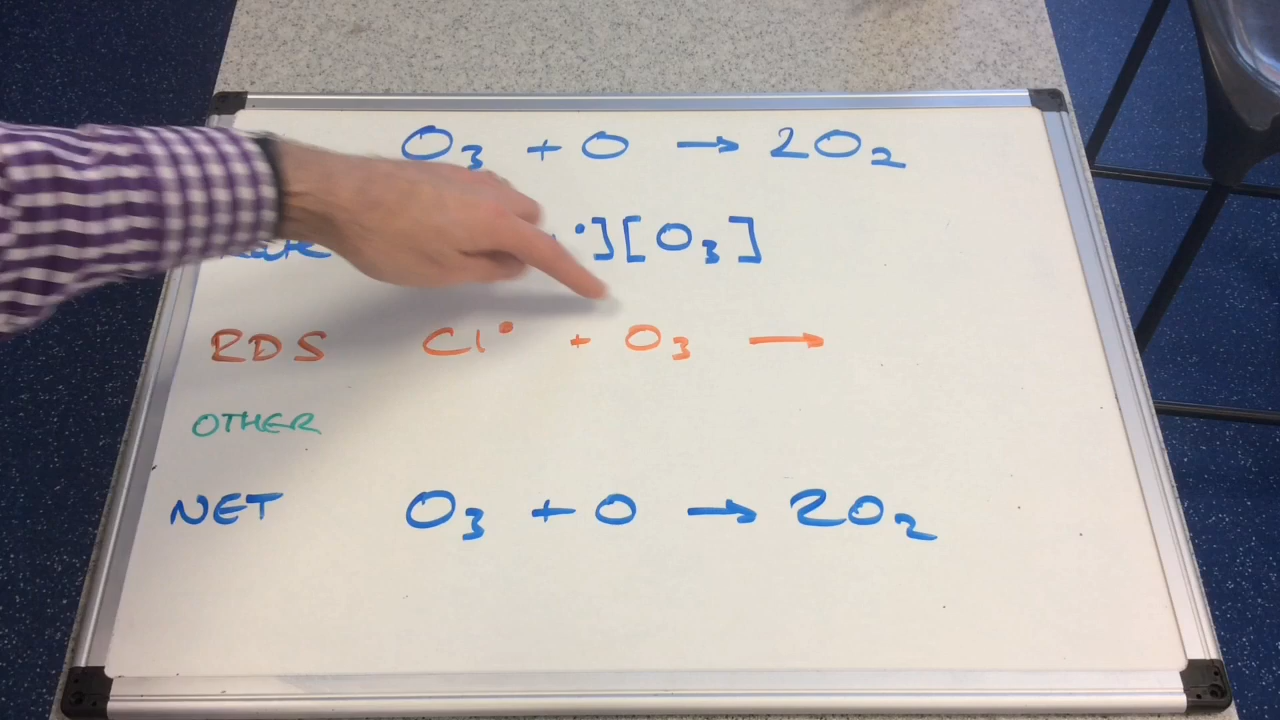 O₃ + O → 2O₂
•][O₃]
RDS Cl• + O₃ →
OTHER
NET O₃ + O → 2O₂